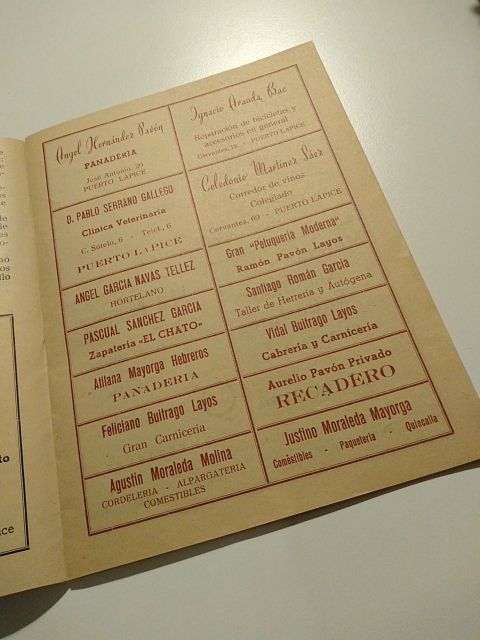 Angel Hernández Pavón
PANADERIA
José Antonio, 20
PUERTO LAPICE
D. PABLO SERRANO GALLEGO
Clínica Veterinaria
C. Sotelo, 6 - Teléf., 6
PUERTO LAPICE
ANGEL GARCIA NAVAS TELLEZ
HORTELANO
PASCUAL SANCHEZ GARCIA
Zapatería «EL CHATO»
Atilana Mayorga Hebreros
PANADERIA
Feliciano Buitrago Layos
Gran Carnicería
Agustín Moraleda Molina
CORDELERIA - ALPARGATERIA
COMESTIBLES
Ignacio Aranda Bac
Reparación de bicicletas y
accesorios en general
Cervantes, 18 - PUERTO LAPICE
Celedonio Martínez Sáez
Corredor de vinos
Colegiado
Cervantes, 69 - PUERTO LAPICE
Gran "Peluquería Moderna"
Ramón Pavón Layos
Santiago Román García
Taller de Herrería y Autógena
Vidal Buitrago Layos
Cabrería y Carnicería
Aurelio Pavón Privado
RECADERO
Justino Moraleda Mayorga
Comestibles - Paquetería - Quincalla